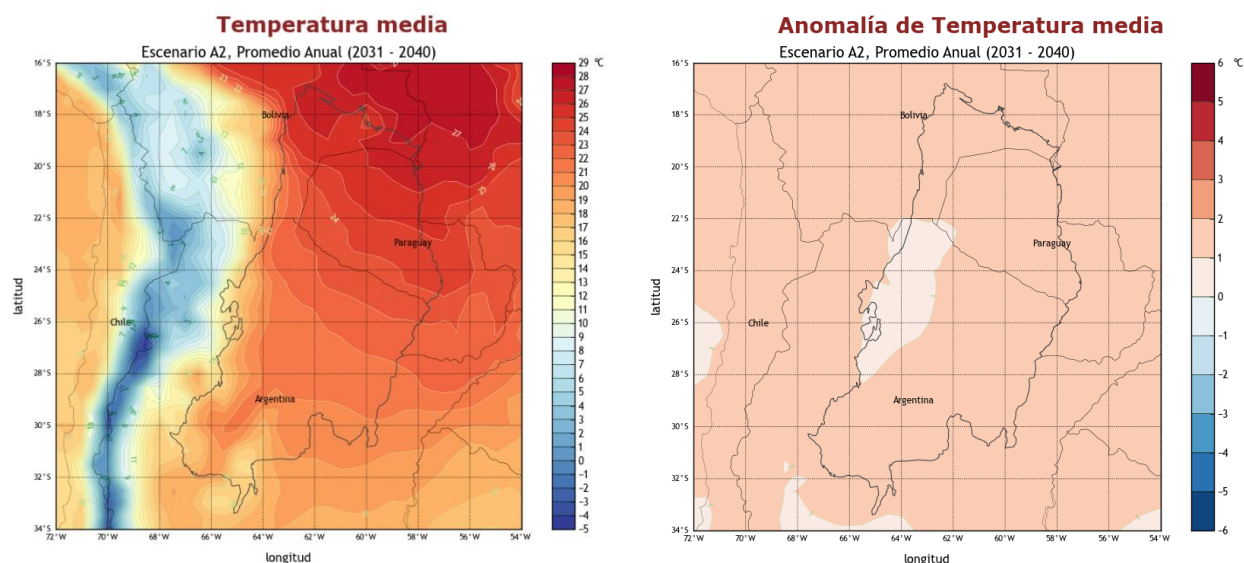 Temperatura media
Escenario A2, Promedio Anual (2031 - 2040)
16°S
18°S
20°S
22°S
24°S
26°S
28°S
30°S
32°S
34°S
latitud
72°W
70°W
68°W
66°W
64°W
62°W
60°W
58°W
56°W
54°W
longitud
Bolivia
Paraguay
Chile
Argentina
27
26
25
24
29
28
27
26
25
24
23
22
21
20
19
18
17
16
15
14
13
12
11
10
9
8
7
6
5
4
3
2
1
0
−1
−2
−3
−4
−5
°C
Anomalía de Temperatura media
Escenario A2, Promedio Anual (2031 - 2040)
16°S
18°S
20°S
22°S
24°S
26°S
28°S
30°S
32°S
34°S
latitud
72°W
70°W
68°W
66°W
64°W
62°W
60°W
58°W
56°W
54°W
longitud
Bolivia
Paraguay
Chile
Argentina
6
5
4
3
2
1
0
−1
−2
−3
−4
−5
−6
°C